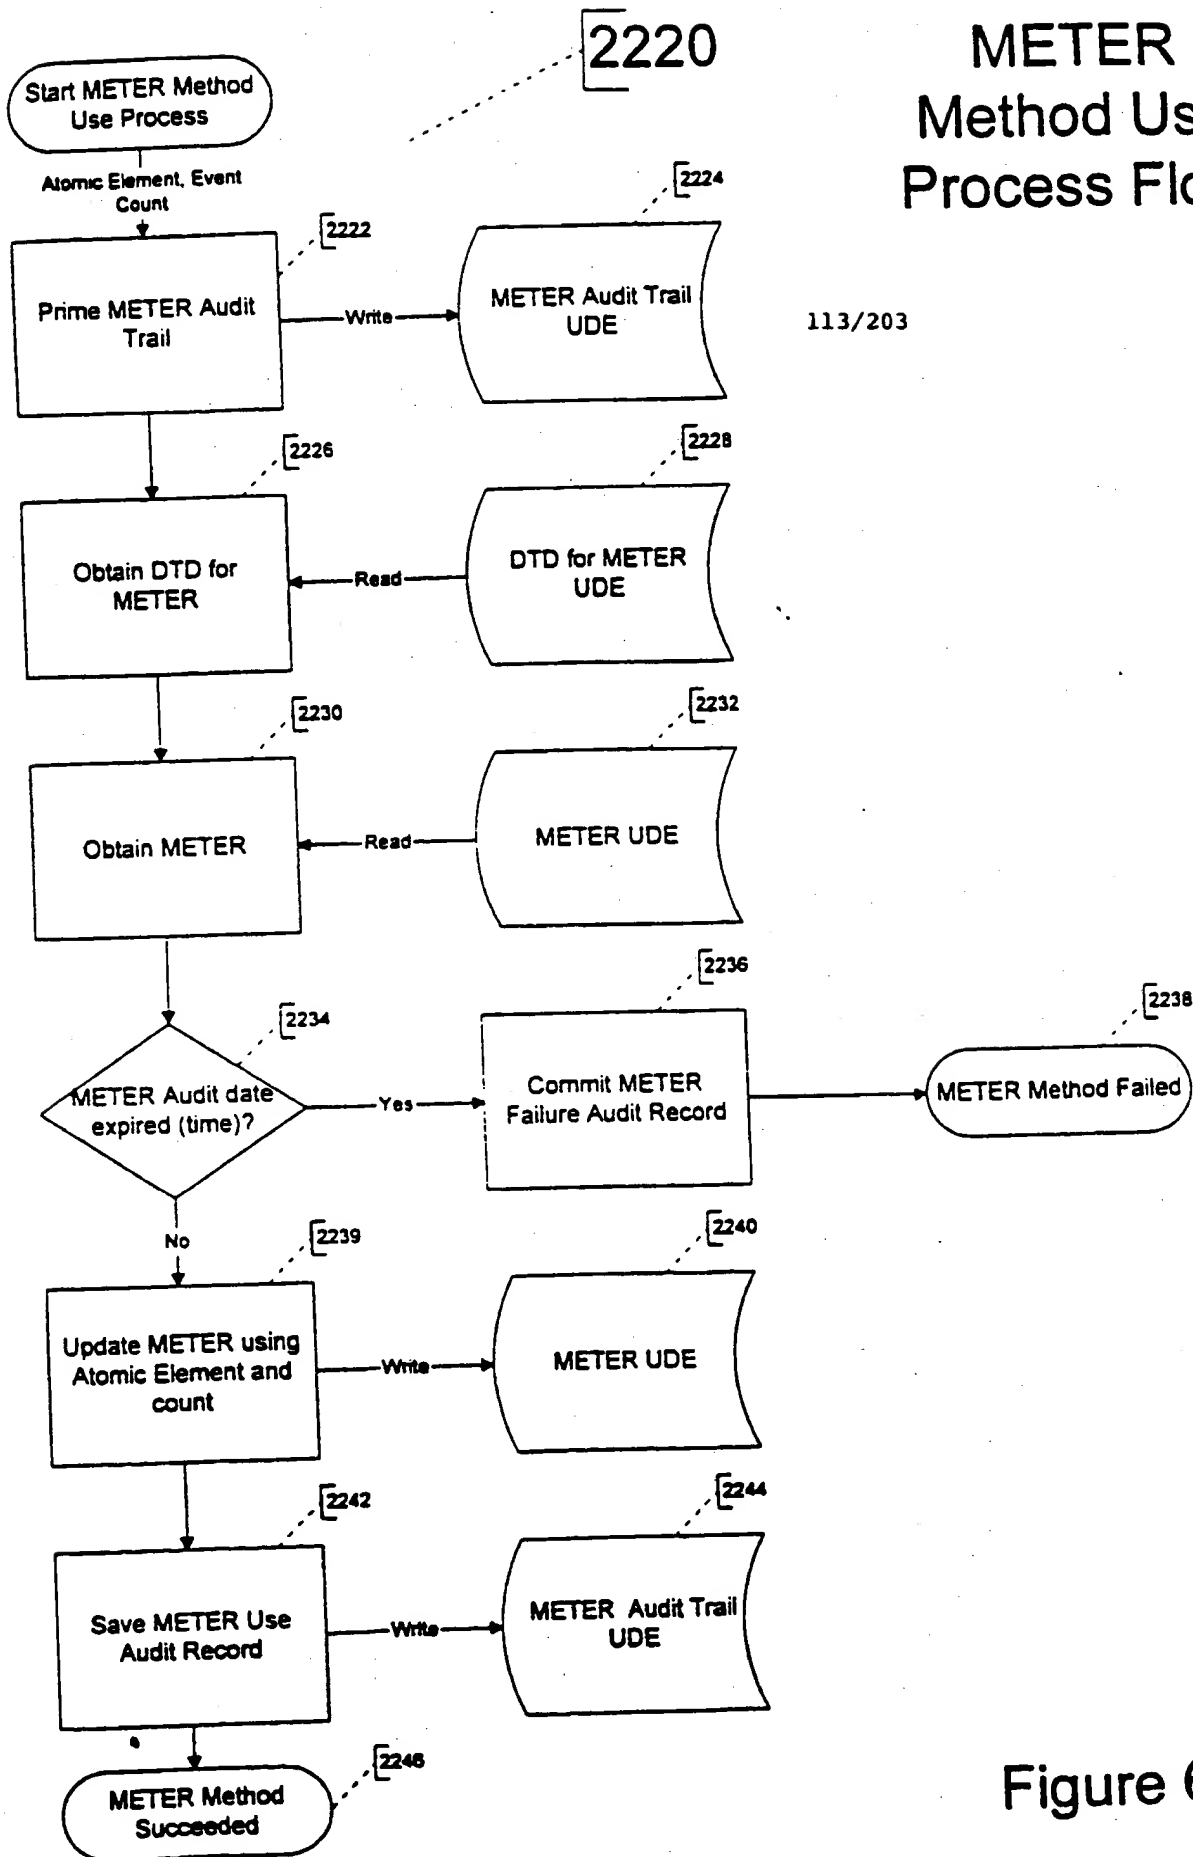 2220
METER
Method Us
Process Flo
Start METER Method
Use Process
Atomic Element, Event
Count
2222
2224
Prime METER Audit
Trail
Write
METER Audit Trail
UDE
113/203
2226
2228
Obtain DTD for
METER
Read
DTD for METER
UDE
2230
2232
Obtain METER
Read
METER UDE
2234
2236
2238
METER Audit date
expired (time)?
Yes
Commit METER
Failure Audit Record
METER Method Failed
No
2239
2240
Update METER using
Atomic Element and
count
Write
METER UDE
2242
2244
Save METER Use
Audit Record
Write
METER Audit Trail
UDE
2246
METER Method
Succeeded
Figure 6